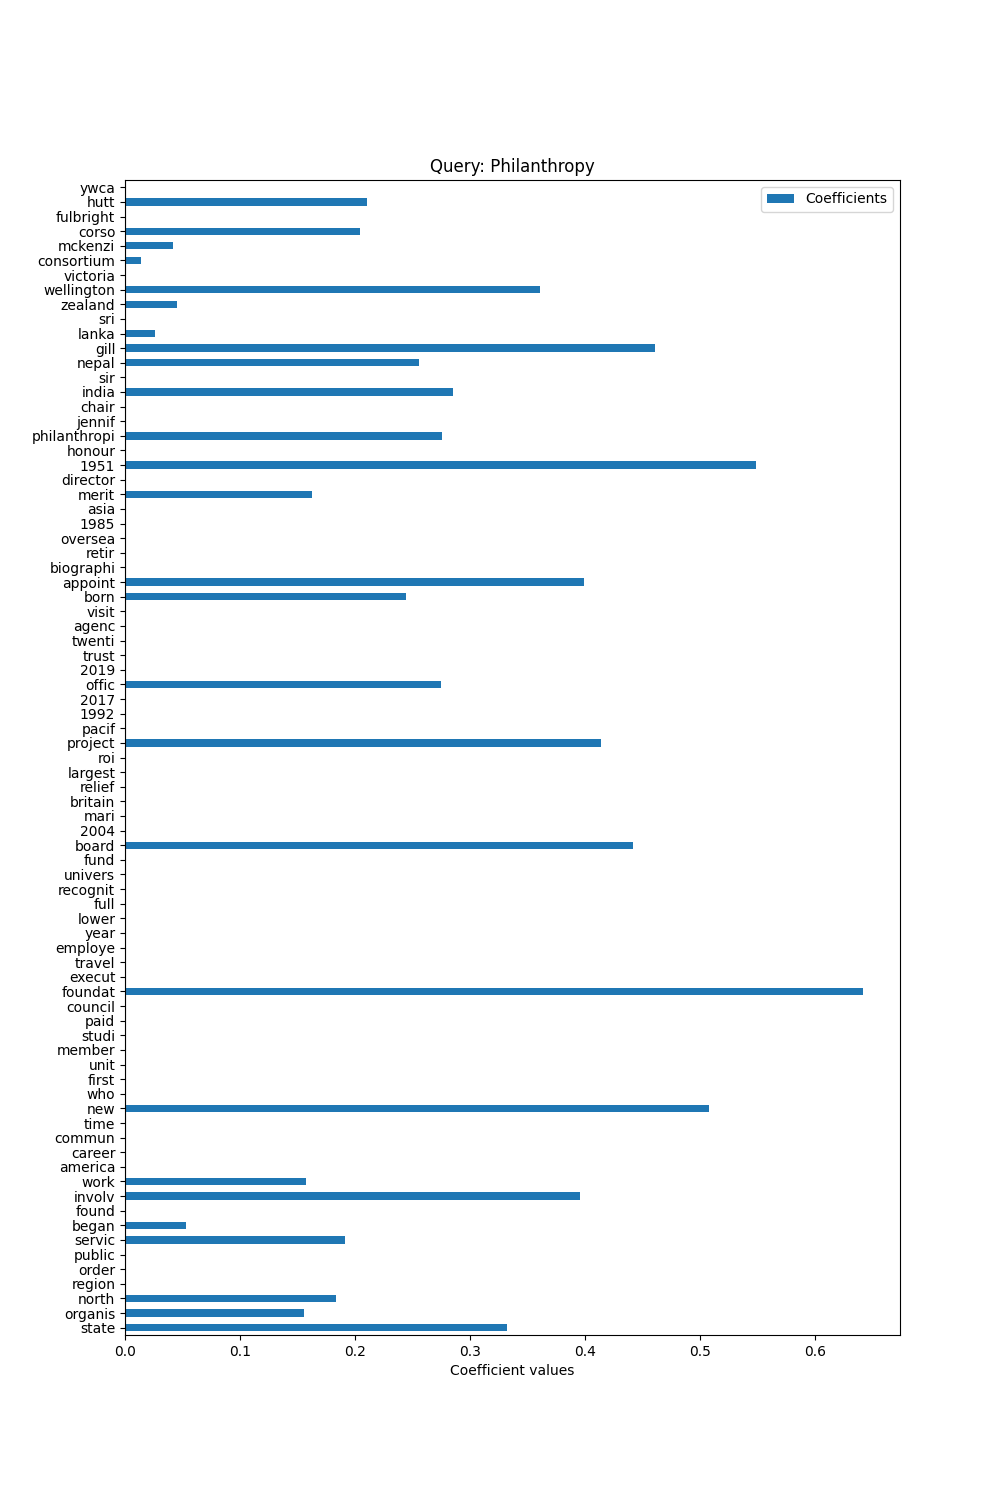 Query: Philanthropy
Coefficients
ywca
hutt
fulbright
corso
mckenzi
consortium
victoria
wellington
zealand
sri
lanka
gill
nepal
sir
india
chair
jennif
philanthropi
honour
1951
director
merit
asia
1985
oversea
retir
biographi
appoint
born
visit
agenc
twenti
trust
2019
offic
2017
1992
pacif
project
roi
largest
relief
britain
mari
2004
board
fund
univers
recognit
full
lower
year
employe
travel
execut
foundat
council
paid
studi
member
unit
first
who
new
time
commun
career
america
work
involv
found
began
servic
public
order
region
north
organis
state
0.0 0.1 0.2 0.3 0.4 0.5 0.6
Coefficient values